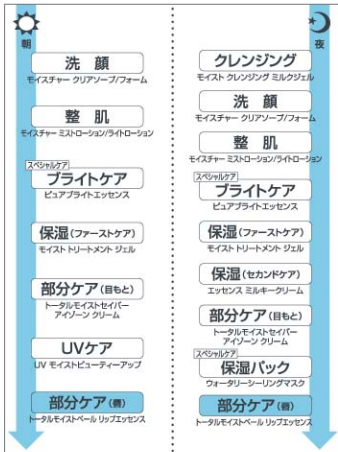 朝
洗 顔
モイスチャー クリアソープ/フォーム
整 肌
モイスチャー ミストローション/ライトローション
スペシャルケア
ブライトケア
ピュアブライトエッセンス
保湿(ファーストケア)
モイスト トリートメント ジェル
部分ケア(目もと)
トータルモイストセイバー
アイゾーン クリーム
UVケア
UV モイストビューティーアップ
部分ケア(唇)
トータルモイストベール リップエッセンス
夜
クレンジング
モイスト クレンジング ミルクジェル
洗 顔
モイスチャー クリアソープ/フォーム
整 肌
モイスチャー ミストローション/ライトローション
スペシャルケア
ブライトケア
ピュアブライトエッセンス
保湿(ファーストケア)
モイスト トリートメント ジェル
保湿(セカンドケア)
エッセンス ミルキークリーム
部分ケア(目もと)
トータルモイストセイバー
アイゾーン クリーム
スペシャルケア
保湿パック
ウォータリーシーリングマスク
部分ケア(唇)
トータルモイストベール リップエッセンス